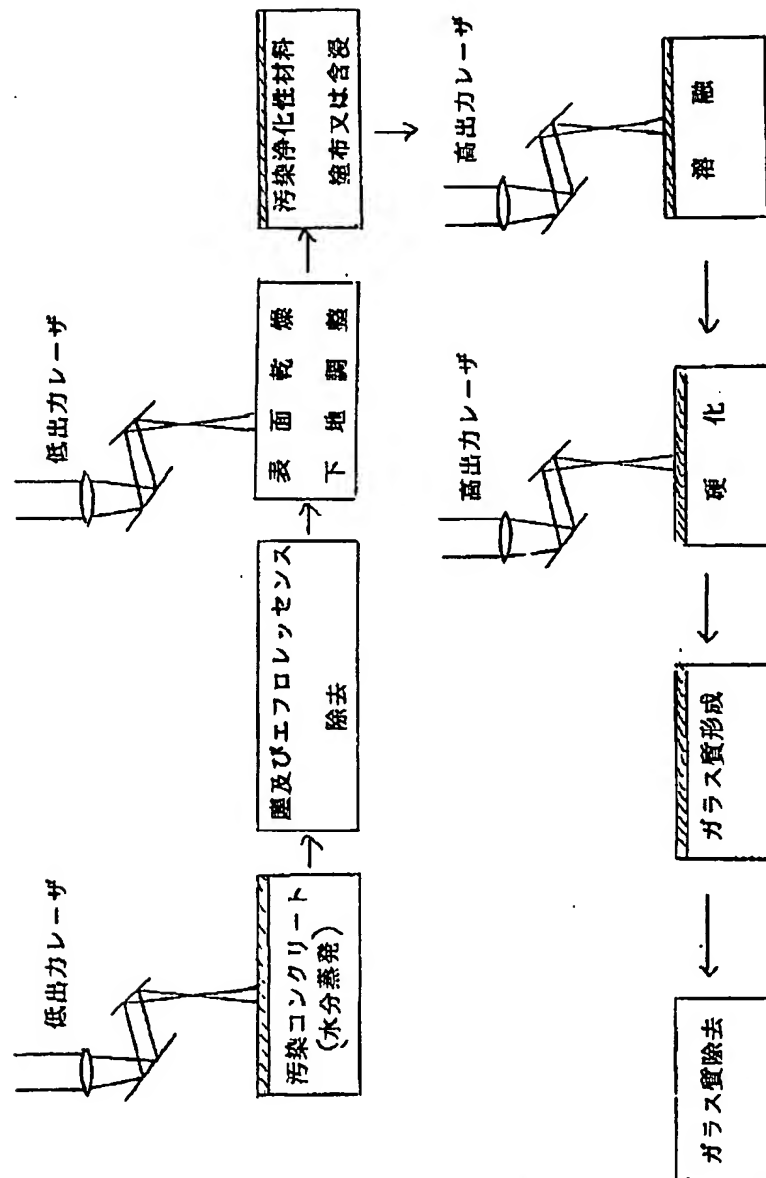 低出力レーザ
汚染コンクリート
(水分蒸発)
塵及びエフロレッセンス
除去
低出力レーザ
表面乾燥
下地調整
汚染浄化性材料
塗布又は含浸
高出力レーザ
溶融
高出力レーザ
硬化
ガラス質形成
ガラス質除去